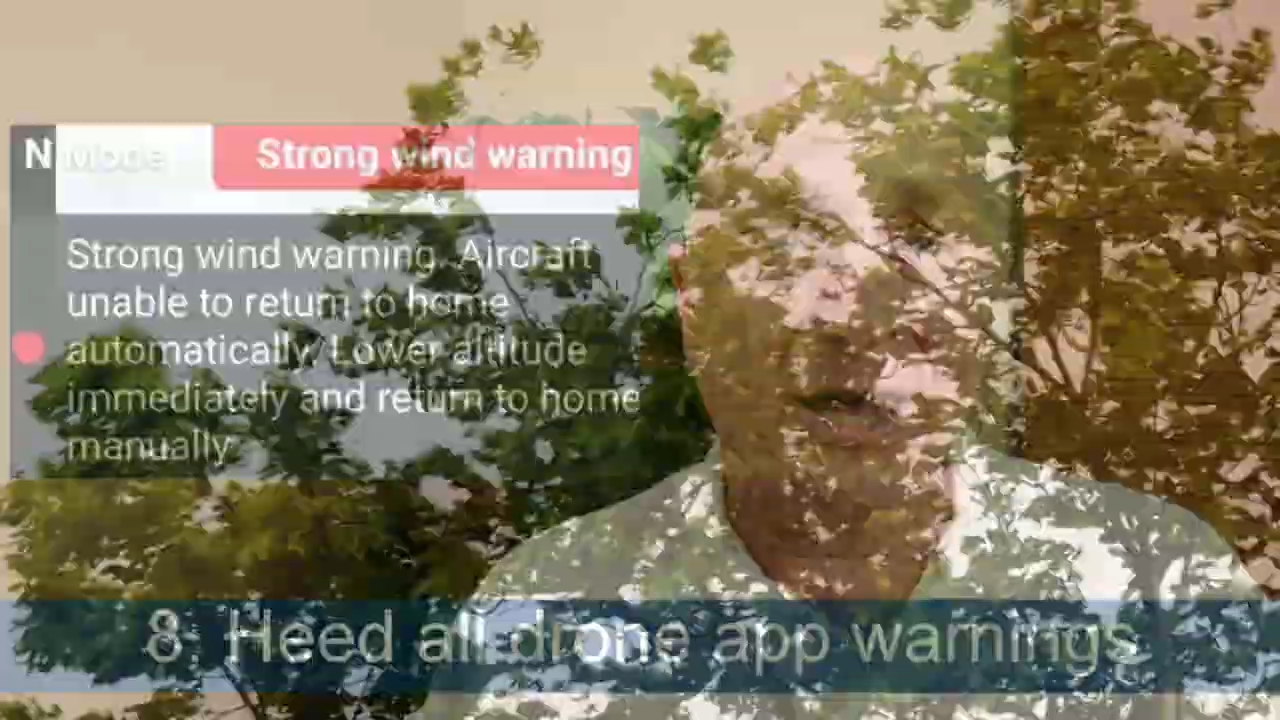 N Mode
Strong wind warning
Strong wind warning. Aircraft
unable to return to home
automatically. Lower altitude
immediately and return to home
manually
8. Heed all drone app warnings